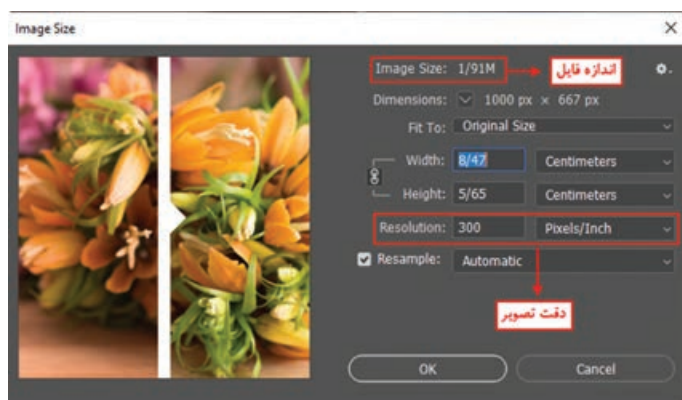 Image Size
Image Size: 1/91M اندازه فایل
Dimensions: 1000 px × 667 px
Fit To: Original Size
Width: 8/47 Centimeters
Height: 5/65 Centimeters
Resolution: 300 Pixels/Inch
Resample: Automatic
دقت تصویر
OK Cancel